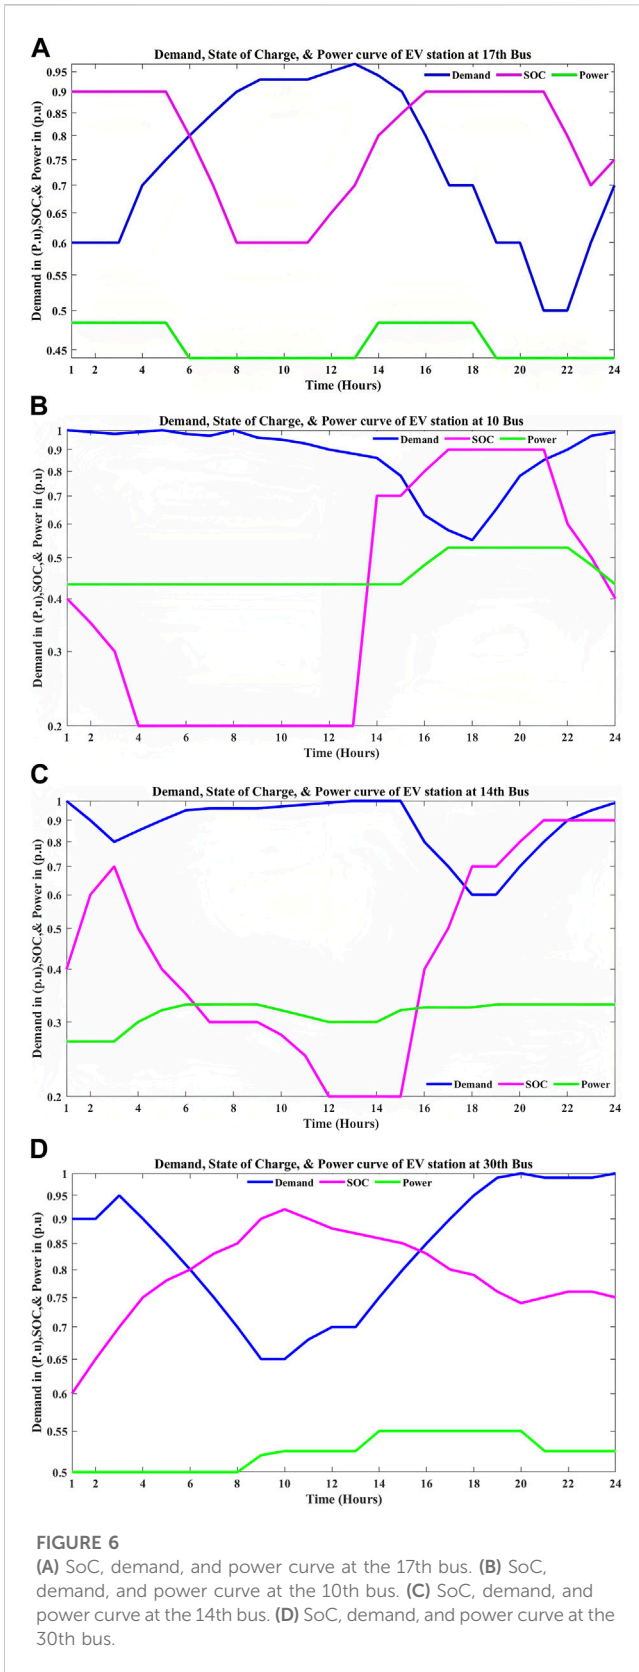 A
Demand, State of Charge, & Power curve of EV station at 17th Bus
Demand SOC Power
Demand in (P.u),SOC,& Power in (p.u)
0.95
0.9
0.85
0.8
0.75
0.7
0.65
0.6
0.55
0.5
0.45
1 2 4 6 8 10 12 14 16 18 20 22 24
Time (Hours)
B
Demand, State of Charge, & Power curve of EV station at 10 Bus
Demand SOC Power
Demand in (P.u),SOC,& Power in (p.u)
1
0.9
0.8
0.7
0.6
0.5
0.4
0.3
0.2
1 2 4 6 8 10 12 14 16 18 20 22 24
Time (Hours)
C
Demand, State of Charge, & Power curve of EV station at 14th Bus
Demand in (p.u),SOC,& Power in (p.u)
1
0.9
0.8
0.7
0.6
0.5
0.4
0.3
0.2
Demand SOC Power
1 2 4 6 8 10 12 14 16 18 20 22 24
Time (Hours)
D
Demand, State of Charge, & Power curve of EV station at 30th Bus
Demand SOC Power
Demand in (P.u),SOC,& Power in (p.u)
1
0.95
0.9
0.85
0.8
0.75
0.7
0.65
0.6
0.55
0.5
1 2 4 6 8 10 12 14 16 18 20 22 24
Time (Hours)
FIGURE 6
(A) SoC, demand, and power curve at the 17th bus. (B) SoC,
demand, and power curve at the 10th bus. (C) SoC, demand, and
power curve at the 14th bus. (D) SoC, demand, and power curve at the
30th bus.